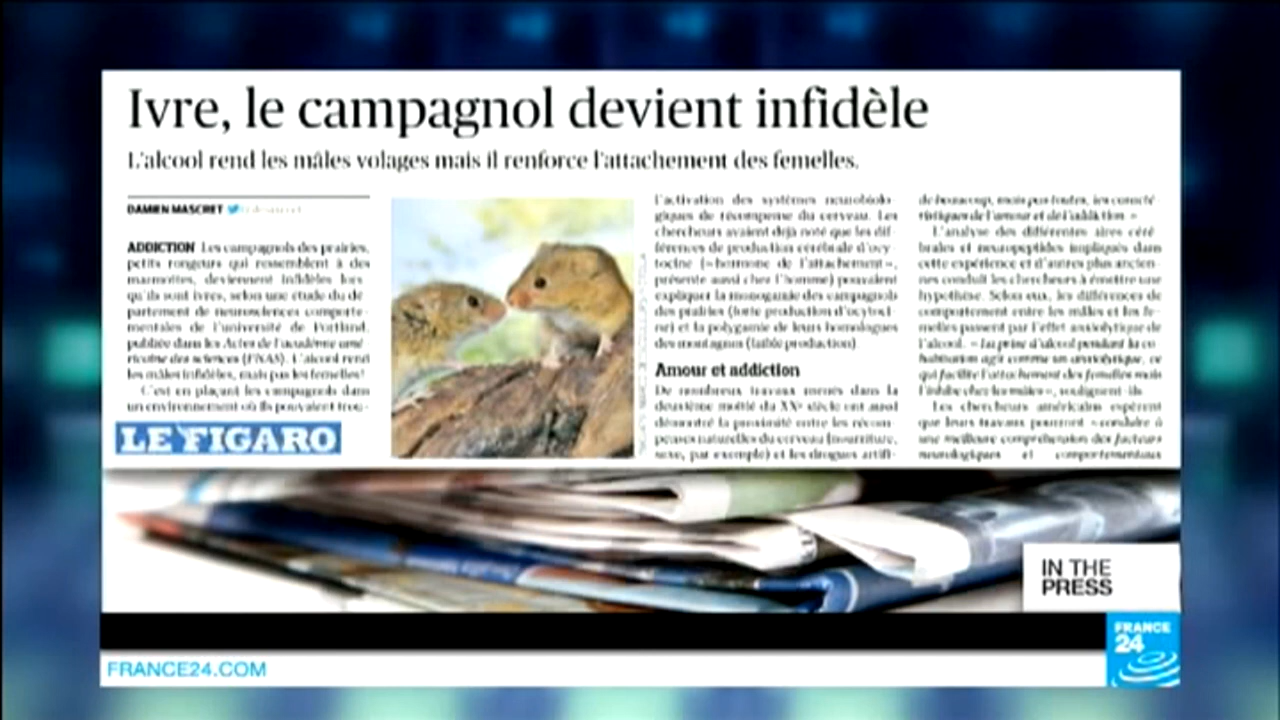 Ivre, le campagnol devient infidèle
L'alcool rend les mâles volages mais il renforce l'attachement des femelles.
DAMIEN MASCRET
ADDICTION Les campagnols des prairies,
petits rongeurs qui ressemblent à des
marmottes, deviennent infidèles lors-
qu'ils sont ivres, selon une étude du dé-
partement de neurosciences comporte-
mentales de l'université de Portland,
publiée dans les Actes de l'académie amé-
ricaine des sciences (PNAS). L'alcool rend
les mâles infidèles, mais pas les femelles!
C'est en plaçant les campagnols dans
un environnement où ils pouvaient trou-
LE FIGARO
l'activation des systèmes neurobiolo-
giques de récompense du cerveau. Les
chercheurs avaient déjà noté que les dif-
férences de production cérébrale d'ocy-
tocine (« hormone de l'attachement »,
présente aussi chez l'homme) pouvaient
expliquer la monogamie des campagnols
des prairies (forte production d'ocytoci-
ne) et la polygamie de leurs homologues
des montagnes (faible production).
Amour et addiction
De nombreux travaux menés dans la
deuxième moitié du XXe siècle ont aussi
démontré la proximité entre les récom-
penses naturelles du cerveau (nourriture,
sexe, par exemple) et les drogues artifi-
de beaucoup, mais pas toutes, les caracté-
ristiques de l'amour et de l'addiction. »
L'analyse des différentes aires céré-
brales et neuropeptides impliqués dans
cette expérience et d'autres plus ancien-
nes conduit les chercheurs à émettre une
hypothèse. Selon eux, les différences de
comportement entre les mâles et les fe-
melles passent par l'effet anxiolytique de
l'alcool. « La prise d'alcool pendant la co-
habitation agit comme un anxiolytique, ce
qui facilite l'attachement des femelles mais
l'inhibe chez les mâles », soulignent-ils.
Les chercheurs américains espèrent
que leurs travaux pourront « conduire à
une meilleure compréhension des facteurs
neurologiques et comportementaux
IN THE
PRESS
FRANCE
24
FRANCE24.COM